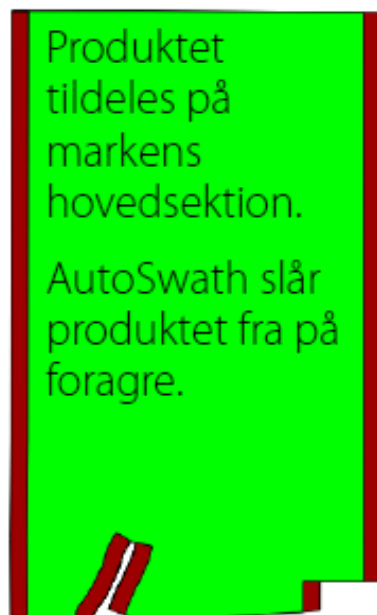 Produktet
tildeles på
markens
hovedsektion.
AutoSwath slår
produktet fra på
foragre.